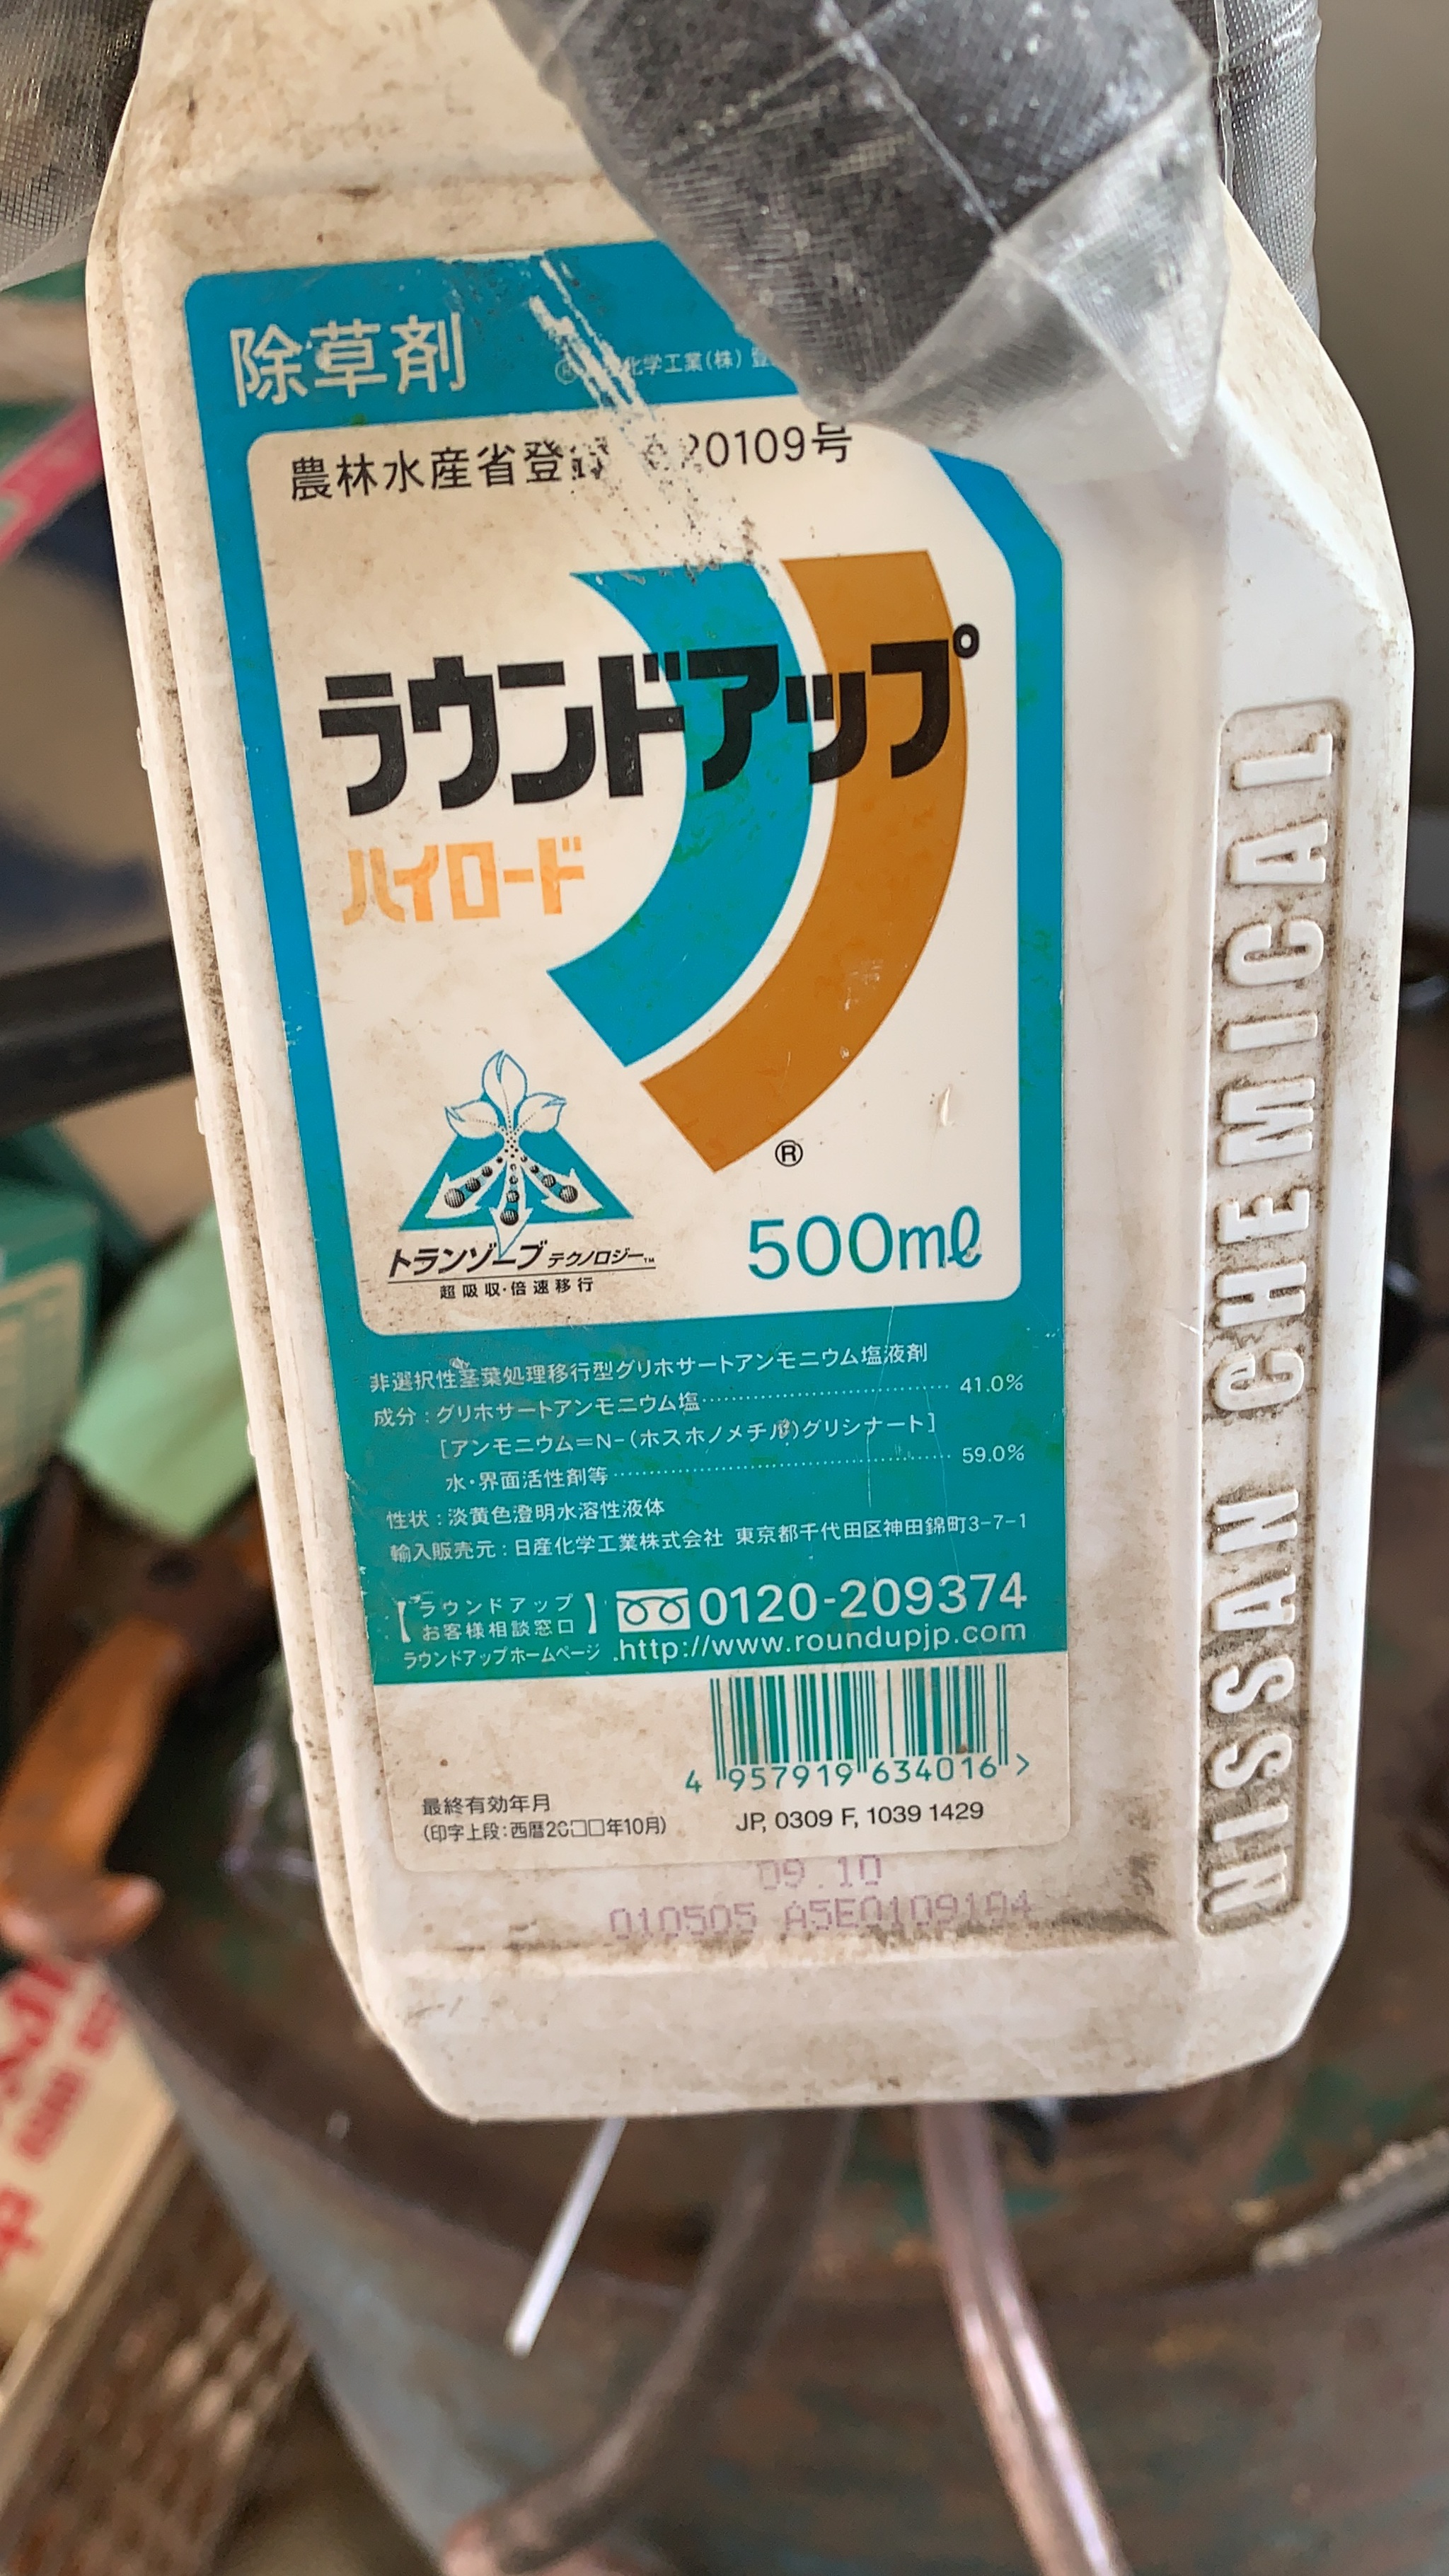 除草剤
化学工業(株)
農林水産省登 20109号
ラウンドアップ
ハイロード
®
トランゾーブ テクノロジー™
超吸収・倍速移行
500mℓ
非選択性茎葉処理移行型グリホサートアンモニウム塩液剤
成分：グリホサートアンモニウム塩 41.0%
[アンモニウム＝N-(ホスホノメチル)グリシナート]
水・界面活性剤等 59.0%
性状：淡黄色澄明水溶性液体
輸入販売元：日産化学工業株式会社 東京都千代田区神田錦町3-7-1
【ラウンドアップ お客様相談窓口】 0120-209374
ラウンドアップホームページ .http://www.roundupjp.com
4 957919 634016 >
最終有効年月
(印字上段：西暦20□□年10月)
JP, 0309 F, 1039 1429
09.10
010505 A5E0109104
NISSAN CHEMICAL